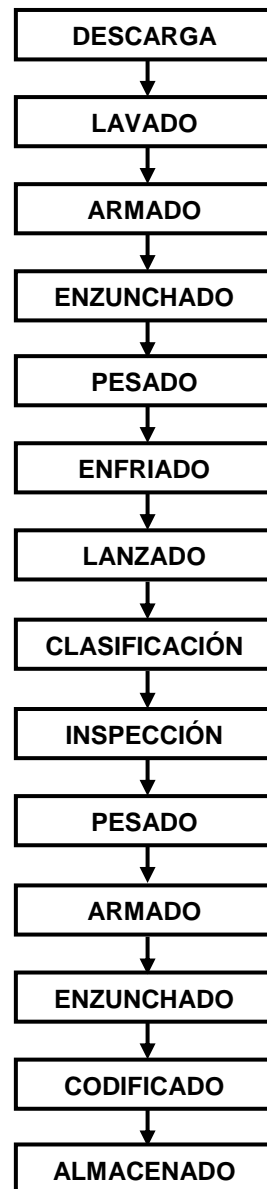 DESCARGA
LAVADO
ARMADO
ENZUNCHADO
PESADO
ENFRIADO
LANZADO
CLASIFICACIÓN
INSPECCIÓN
PESADO
ARMADO
ENZUNCHADO
CODIFICADO
ALMACENADO